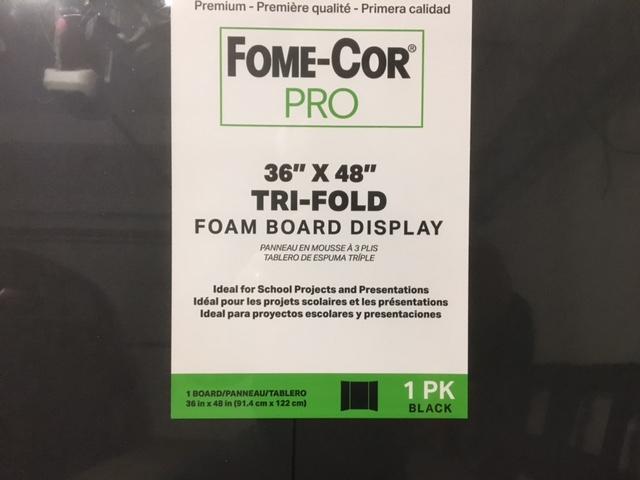 Premium - Première qualité - Primera calidad
FOME-COR®
PRO
36" X 48"
TRI-FOLD
FOAM BOARD DISPLAY
PANNEAU EN MOUSSE À 3 PLIS
TABLERO DE ESPUMA TRÍPLE
Ideal for School Projects and Presentations
Idéal pour les projets scolaires et les présentations
Ideal para proyectos escolares y presentaciones
1 BOARD/PANNEAU/TABLERO
36 in x 48 in (91.4 cm x 122 cm)
1 PK
BLACK